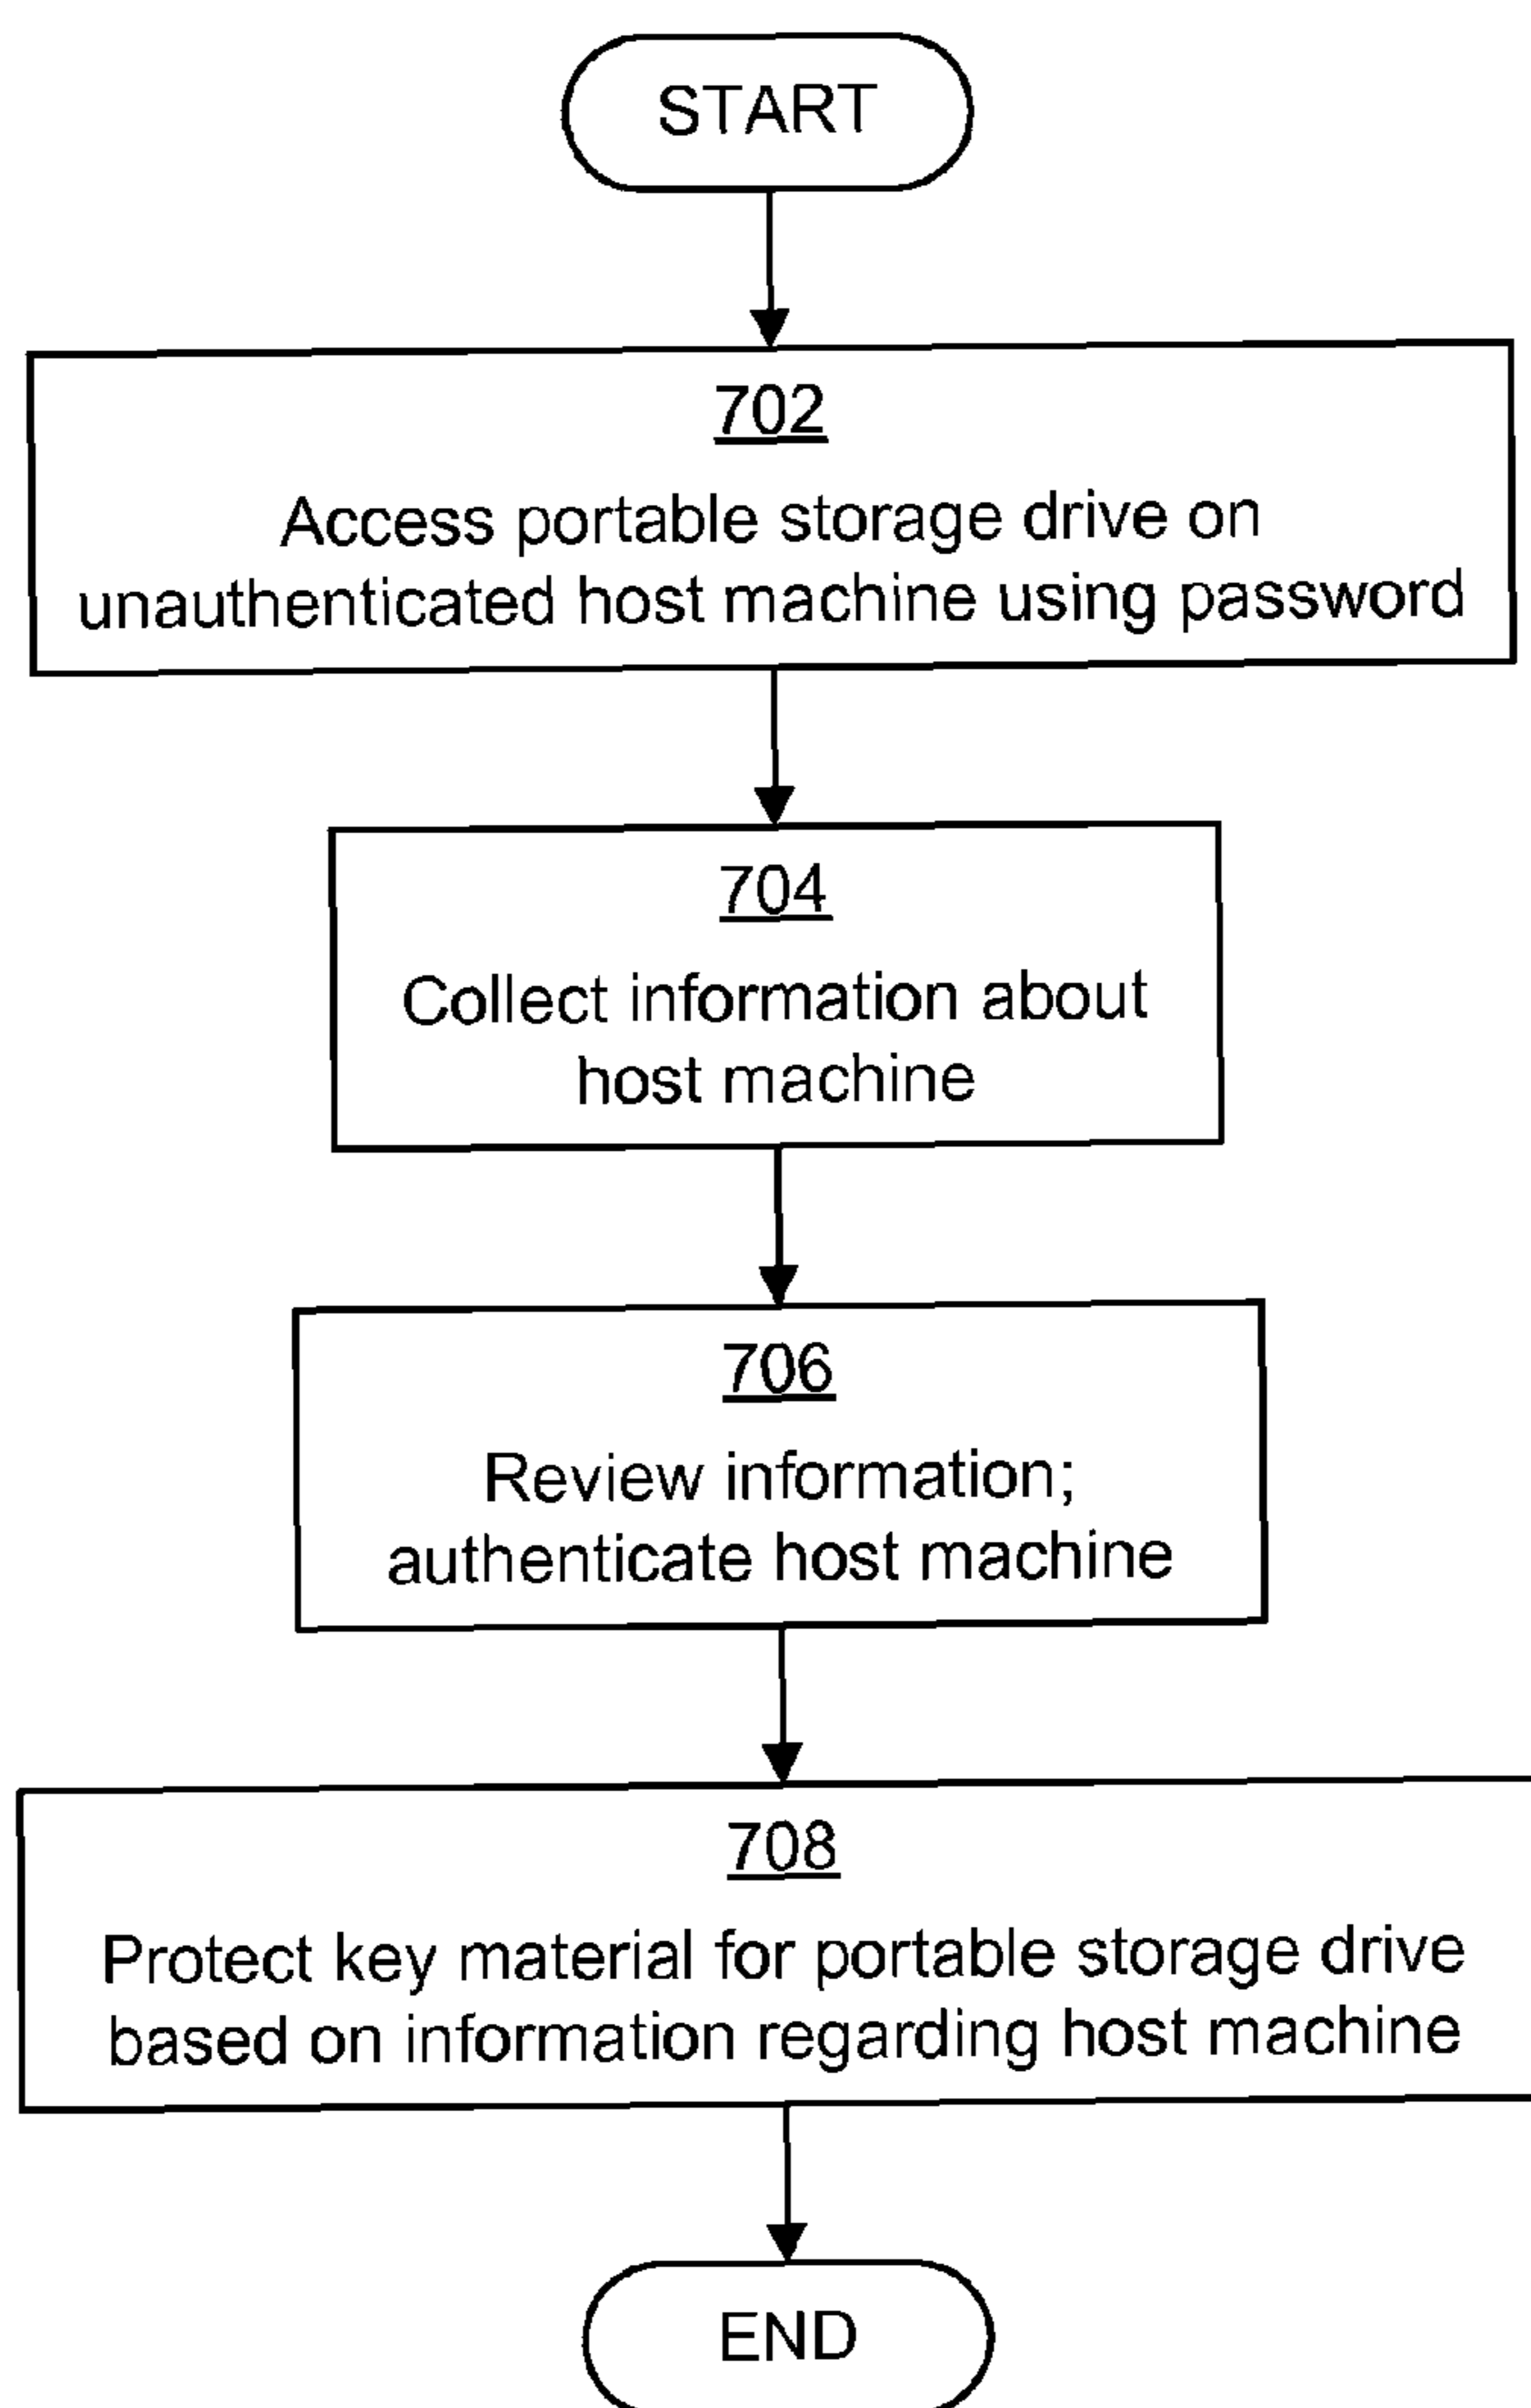 START
702
Access portable storage drive on
unauthenticated host machine using password
704
Collect information about
host machine
706
Review information;
authenticate host machine
708
Protect key material for portable storage drive
based on information regarding host machine
END